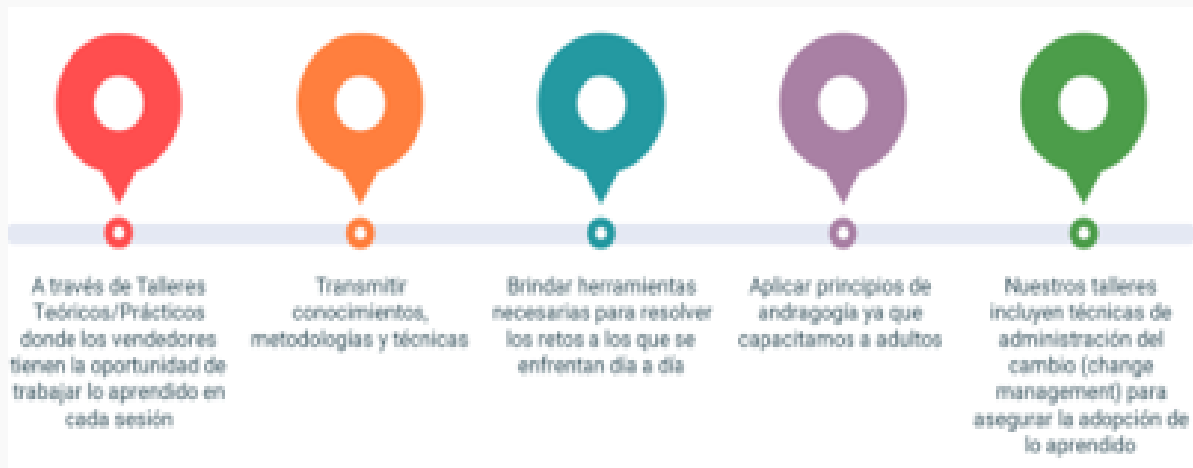 A través de Talleres
Teóricos/Prácticos
donde los vendedores
tienen la oportunidad de
trabajar lo aprendido en
cada sesión
Transmitir
conocimientos,
metodologías y técnicas
Brindar herramientas
necesarias para resolver
los retos a los que se
enfrentan día a día
Aplicar principios de
andragogía ya que
capacitamos a adultos
Nuestros talleres
incluyen técnicas de
administración del
cambio (change
management) para
asegurar la adopción de
lo aprendido